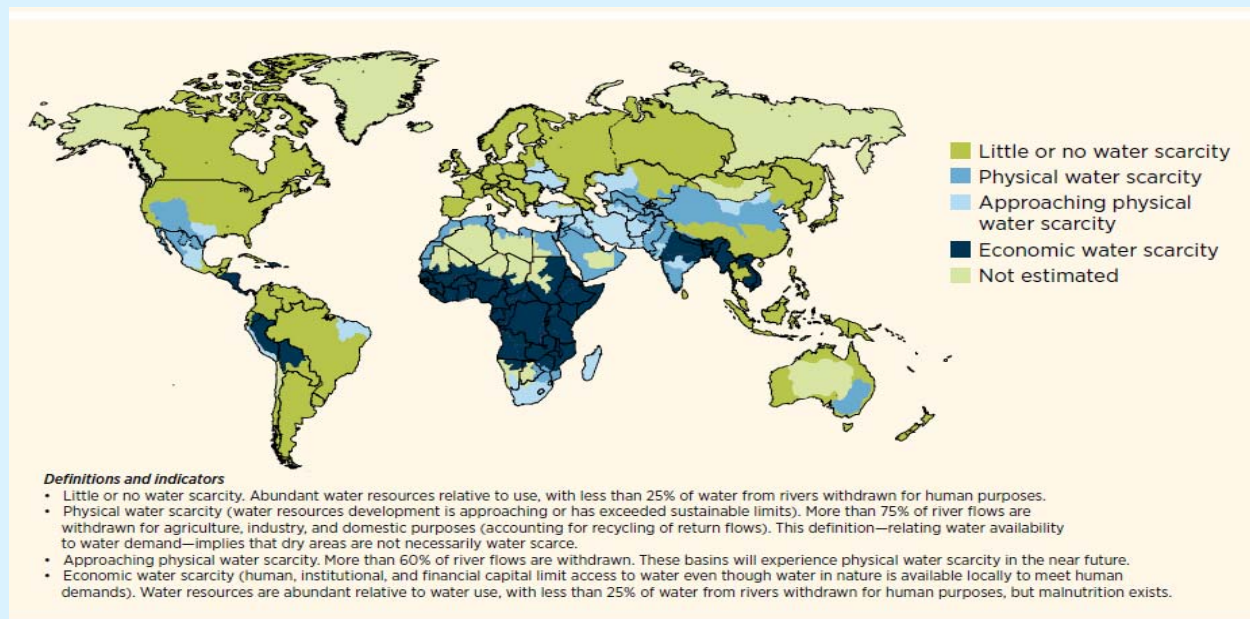 Little or no water scarcity
Physical water scarcity
Approaching physical
water scarcity
Economic water scarcity
Not estimated
Definitions and indicators
• Little or no water scarcity. Abundant water resources relative to use, with less than 25% of water from rivers withdrawn for human purposes.
• Physical water scarcity (water resources development is approaching or has exceeded sustainable limits). More than 75% of river flows are
withdrawn for agriculture, industry, and domestic purposes (accounting for recycling of return flows). This definition—relating water availability
to water demand—implies that dry areas are not necessarily water scarce.
• Approaching physical water scarcity. More than 60% of river flows are withdrawn. These basins will experience physical water scarcity in the near future.
• Economic water scarcity (human, institutional, and financial capital limit access to water even though water in nature is available locally to meet human
demands). Water resources are abundant relative to water use, with less than 25% of water from rivers withdrawn for human purposes, but malnutrition exists.